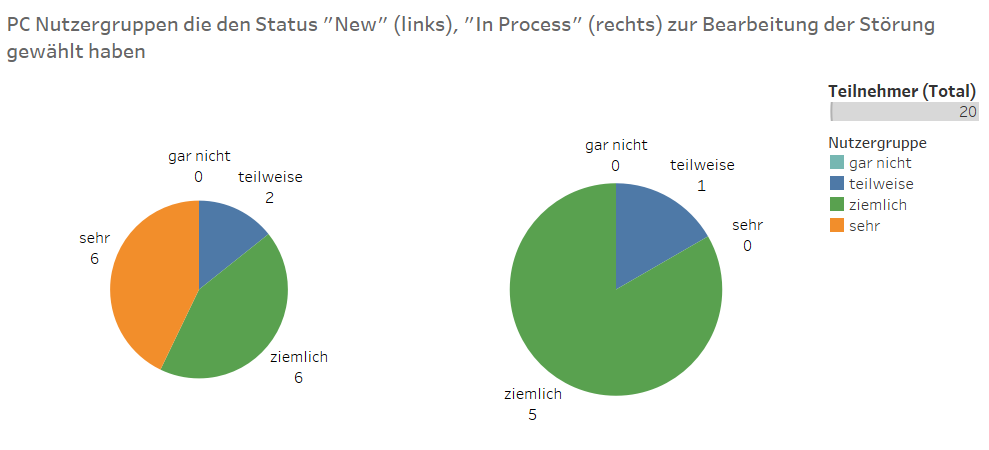 PC Nutzergruppen die den Status "New" (links), "In Process" (rechts) zur Bearbeitung der Störung
gewählt haben
gar nicht
0
teilweise
2
sehr
6
ziemlich
6
gar nicht
0
teilweise
1
sehr
0
ziemlich
5
Teilnehmer (Total)
20
Nutzergruppe
gar nicht
teilweise
ziemlich
sehr